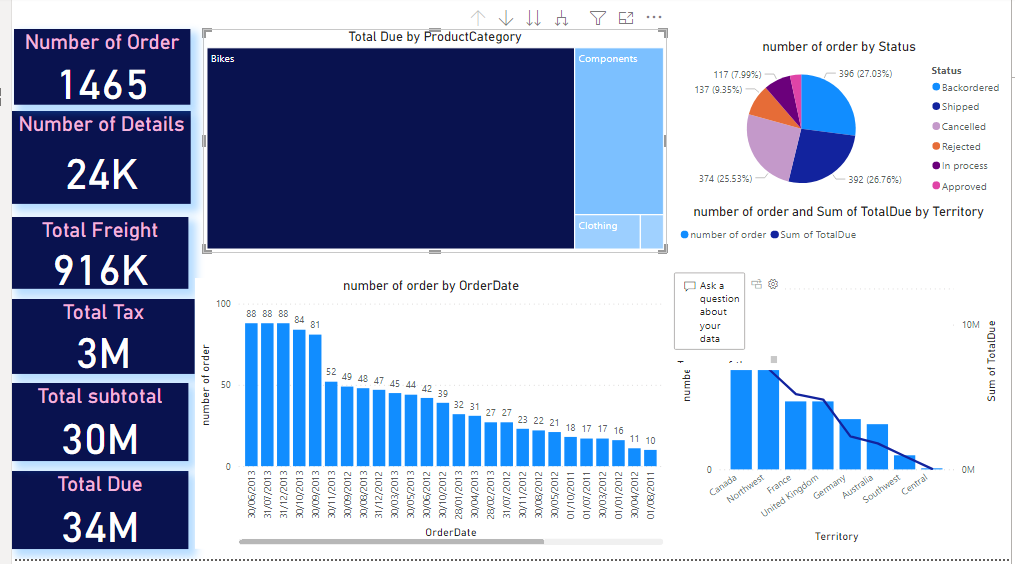 Number of Order
1465
Number of Details
24K
Total Freight
916K
Total Tax
3M
Total subtotal
30M
Total Due
34M
Total Due by ProductCategory
Bikes
Components
Clothing
number of order by Status
117 (7.99%)
396 (27.03%)
137 (9.35%)
374 (25.53%)
392 (26.76%)
Status
Backordered
Shipped
Cancelled
Rejected
In process
Approved
number of order by OrderDate
number of order
100
50
0
88 88 88 84 81 52 49 48 47 45 44 42 39 32 31 27 27 23 22 21 18 17 17 16 11 10
30/06/2013
31/07/2013
31/12/2013
30/10/2013
30/09/2013
31/10/2013
30/09/2012
30/08/2013
31/12/2012
30/03/2013
31/05/2013
30/06/2012
30/10/2012
28/01/2013
30/04/2013
28/02/2013
31/07/2012
30/11/2012
30/08/2012
30/05/2012
01/10/2011
01/07/2011
30/03/2012
01/01/2012
30/04/2012
01/08/2011
OrderDate
number of order and Sum of TotalDue by Territory
number of order
Sum of TotalDue
Ask a
question
about
your
data
10M
0
0M
Sum of TotalDue
Canada
Northwest
France
United Kingdom
Germany
Australia
Southwest
Central
Territory